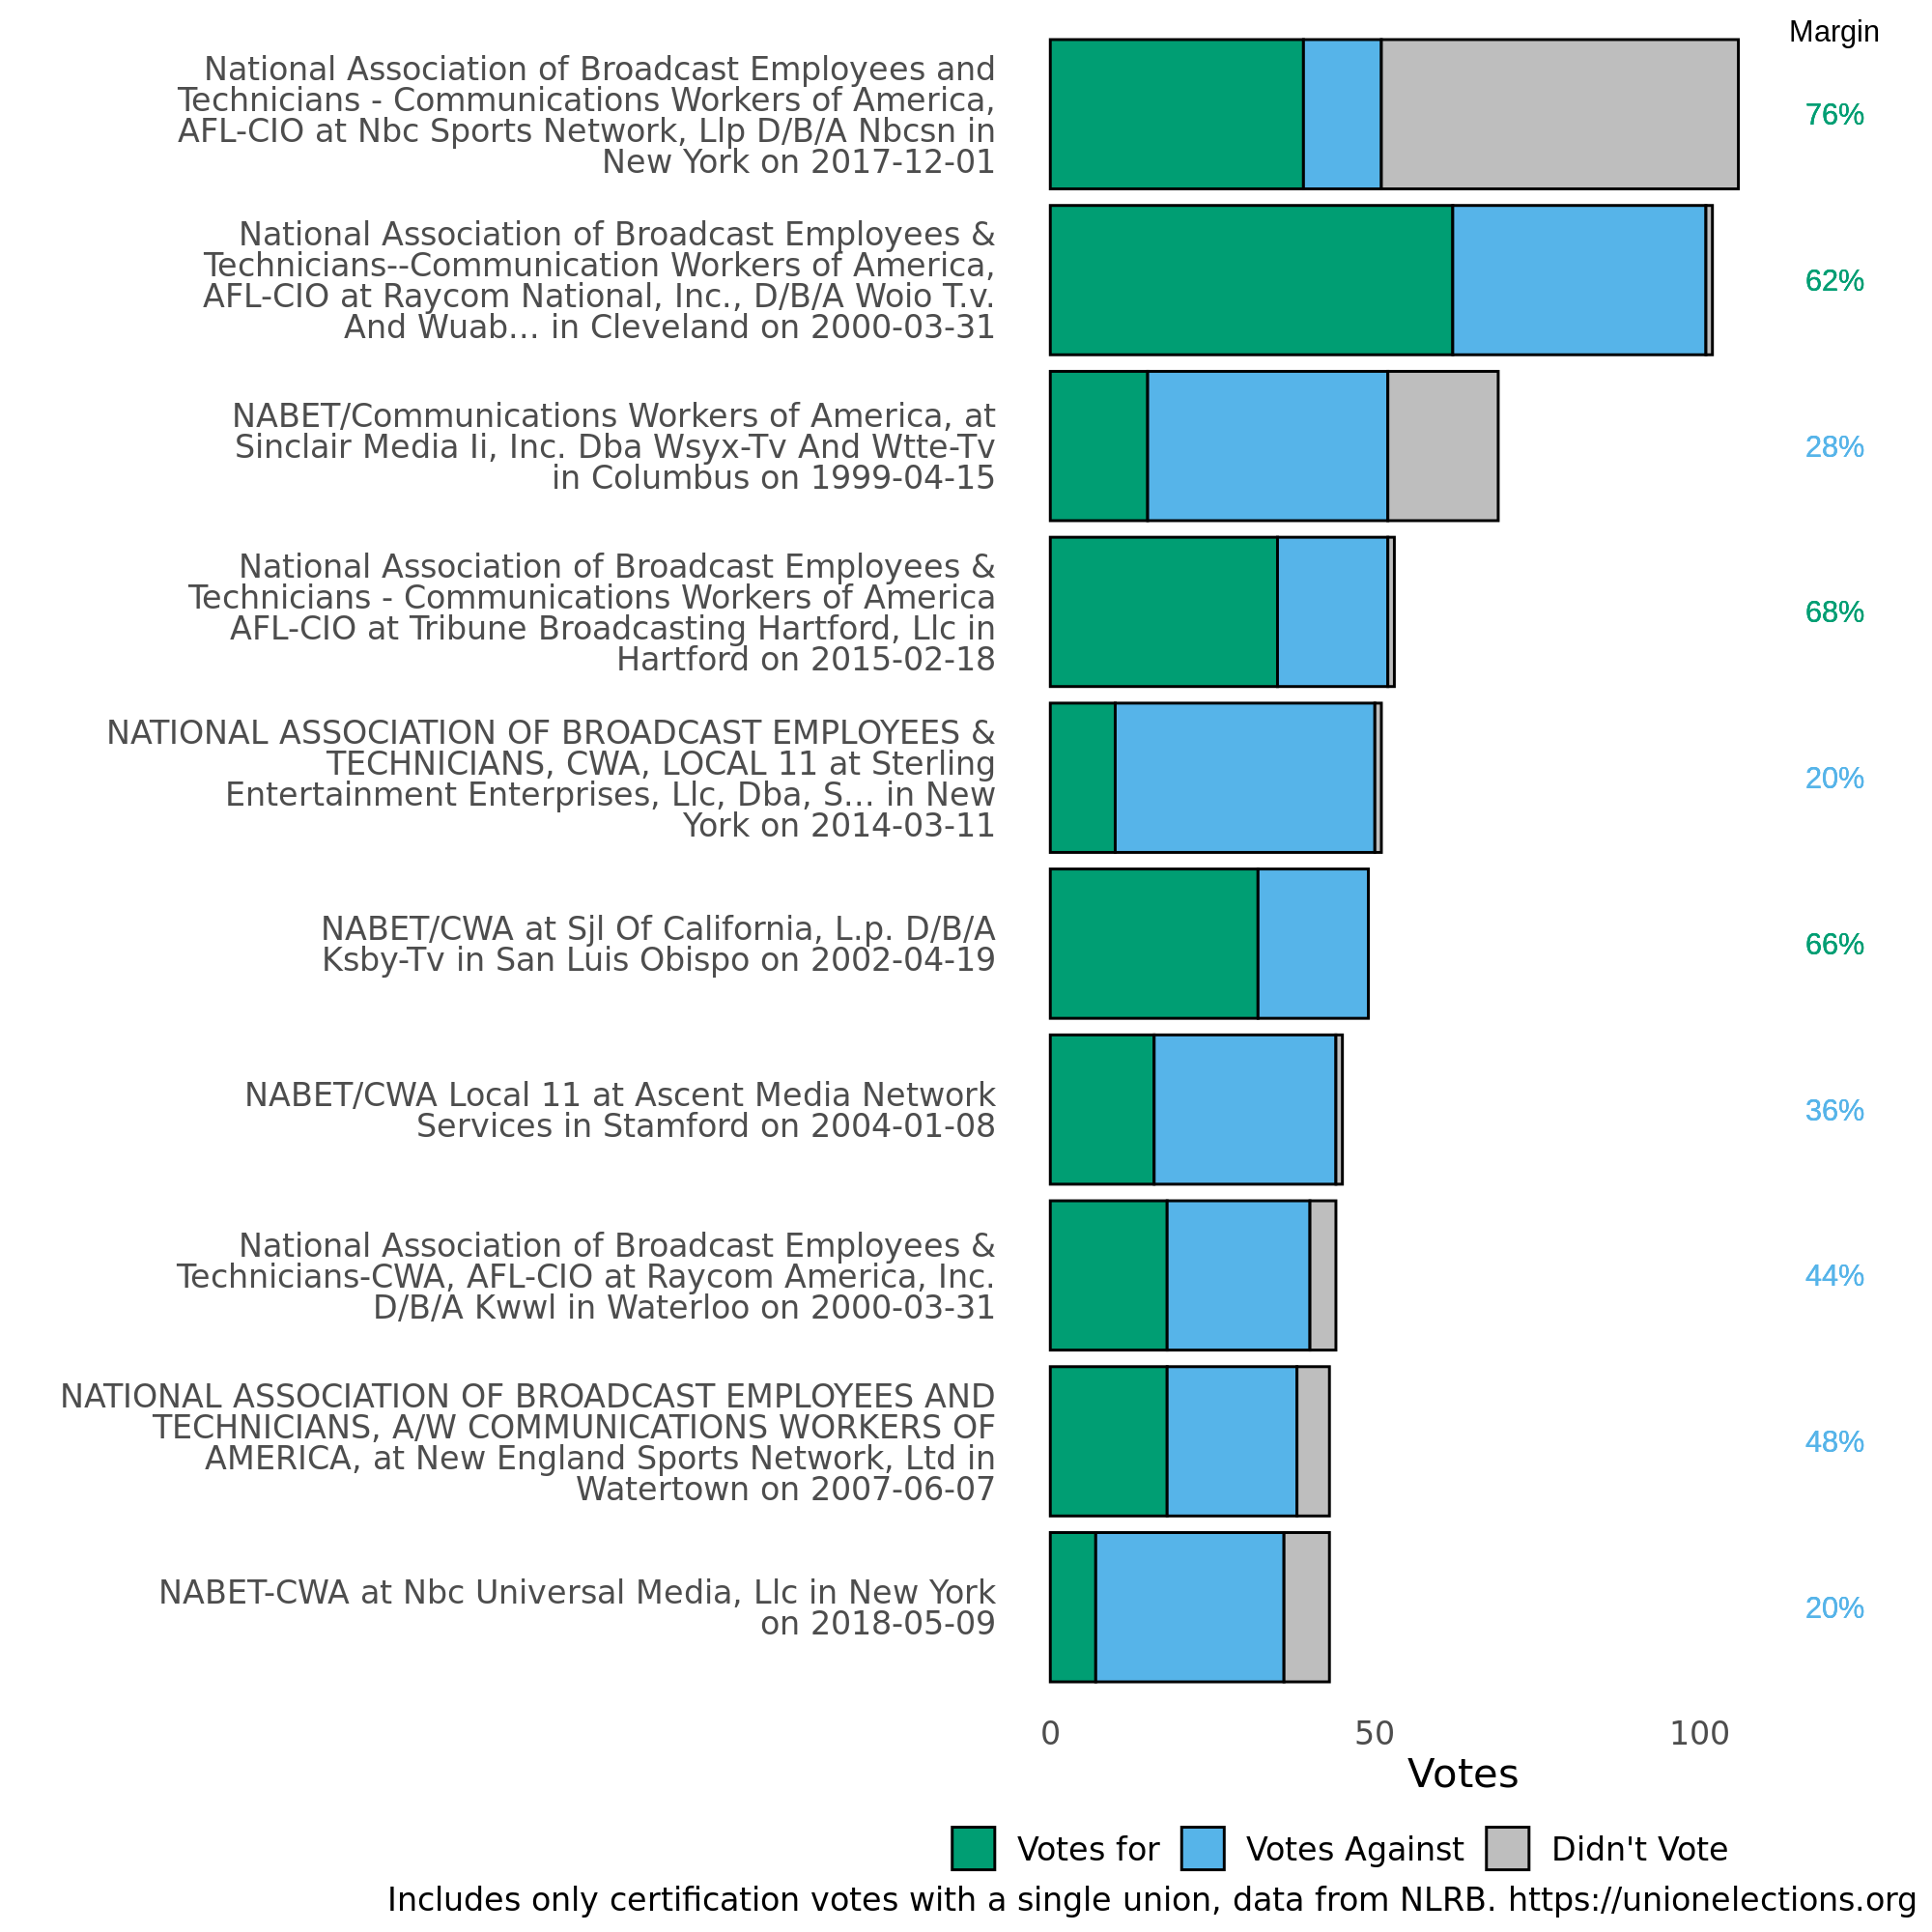 Margin
National Association of Broadcast Employees and
Technicians - Communications Workers of America,
AFL-CIO at Nbc Sports Network, Llp D/B/A Nbcsn in
New York on 2017-12-01
76%
National Association of Broadcast Employees &
Technicians--Communication Workers of America,
AFL-CIO at Raycom National, Inc., D/B/A Woio T.v.
And Wuab... in Cleveland on 2000-03-31
62%
NABET/Communications Workers of America, at
Sinclair Media Ii, Inc. Dba Wsyx-Tv And Wtte-Tv
in Columbus on 1999-04-15
28%
National Association of Broadcast Employees &
Technicians - Communications Workers of America
AFL-CIO at Tribune Broadcasting Hartford, Llc in
Hartford on 2015-02-18
68%
NATIONAL ASSOCIATION OF BROADCAST EMPLOYEES &
TECHNICIANS, CWA, LOCAL 11 at Sterling
Entertainment Enterprises, Llc, Dba, S... in New
York on 2014-03-11
20%
NABET/CWA at Sjl Of California, L.p. D/B/A
Ksby-Tv in San Luis Obispo on 2002-04-19
66%
NABET/CWA Local 11 at Ascent Media Network
Services in Stamford on 2004-01-08
36%
National Association of Broadcast Employees &
Technicians-CWA, AFL-CIO at Raycom America, Inc.
D/B/A Kwwl in Waterloo on 2000-03-31
44%
NATIONAL ASSOCIATION OF BROADCAST EMPLOYEES AND
TECHNICIANS, A/W COMMUNICATIONS WORKERS OF
AMERICA, at New England Sports Network, Ltd in
Watertown on 2007-06-07
48%
NABET-CWA at Nbc Universal Media, Llc in New York
on 2018-05-09
20%
0 50 100
Votes
Votes for Votes Against Didn't Vote
Includes only certification votes with a single union, data from NLRB. https://unionelections.org